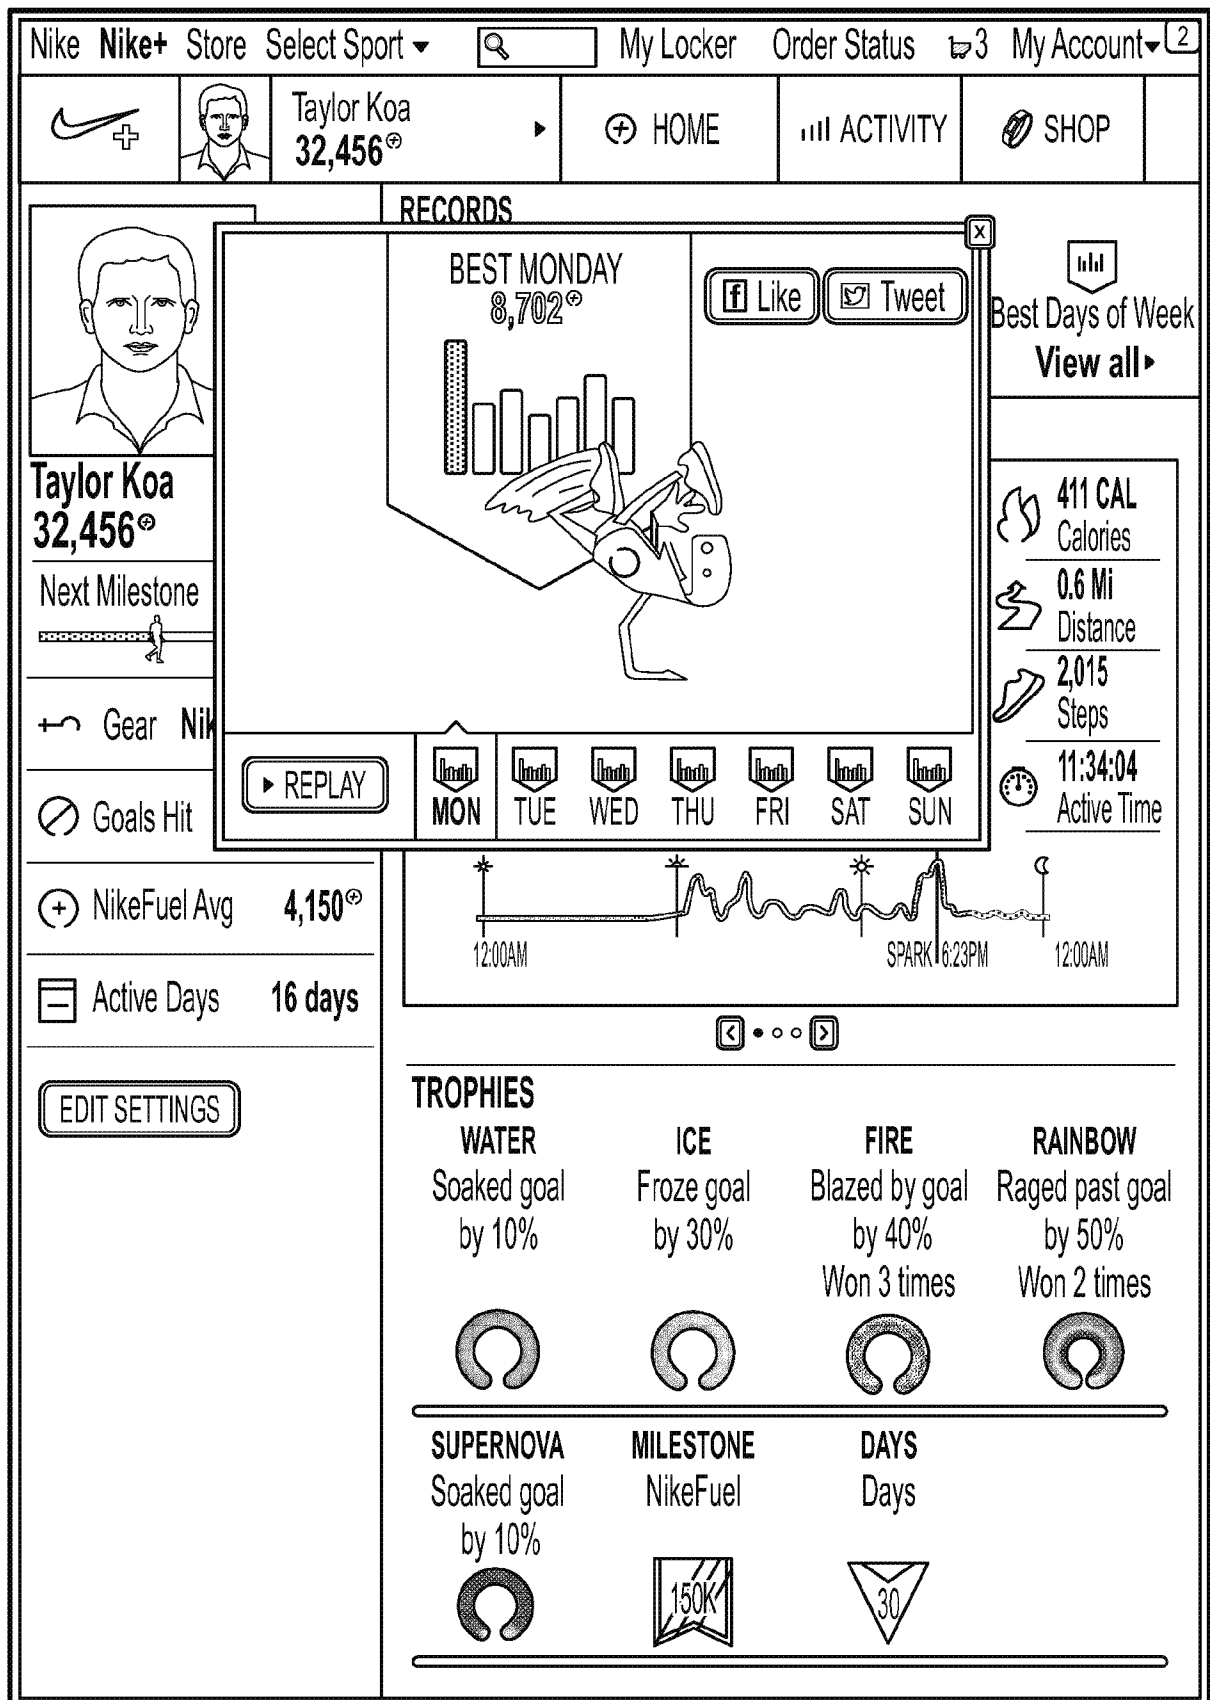 Nike Nike+ Store Select Sport My Locker Order Status 3 My Account 2
Taylor Koa
32,456
HOME
ACTIVITY
SHOP
RECORDS
Taylor Koa
32,456
Next Milestone
Gear Nik
Goals Hit
NikeFuel Avg 4,150
Active Days 16 days
EDIT SETTINGS
X
BEST MONDAY
8,702
f Like
Tweet
REPLAY
MON TUE WED THU FRI SAT SUN
Best Days of Week
View all
411 CAL
Calories
0.6 Mi
Distance
2,015
Steps
11:34:04
Active Time
12:00AM SPARK 6:23PM 12:00AM
TROPHIES
WATER
Soaked goal
by 10%
ICE
Froze goal
by 30%
FIRE
Blazed by goal
by 40%
Won 3 times
RAINBOW
Raged past goal
by 50%
Won 2 times
SUPERNOVA
Soaked goal
by 10%
MILESTONE
NikeFuel
150K
DAYS
Days
30